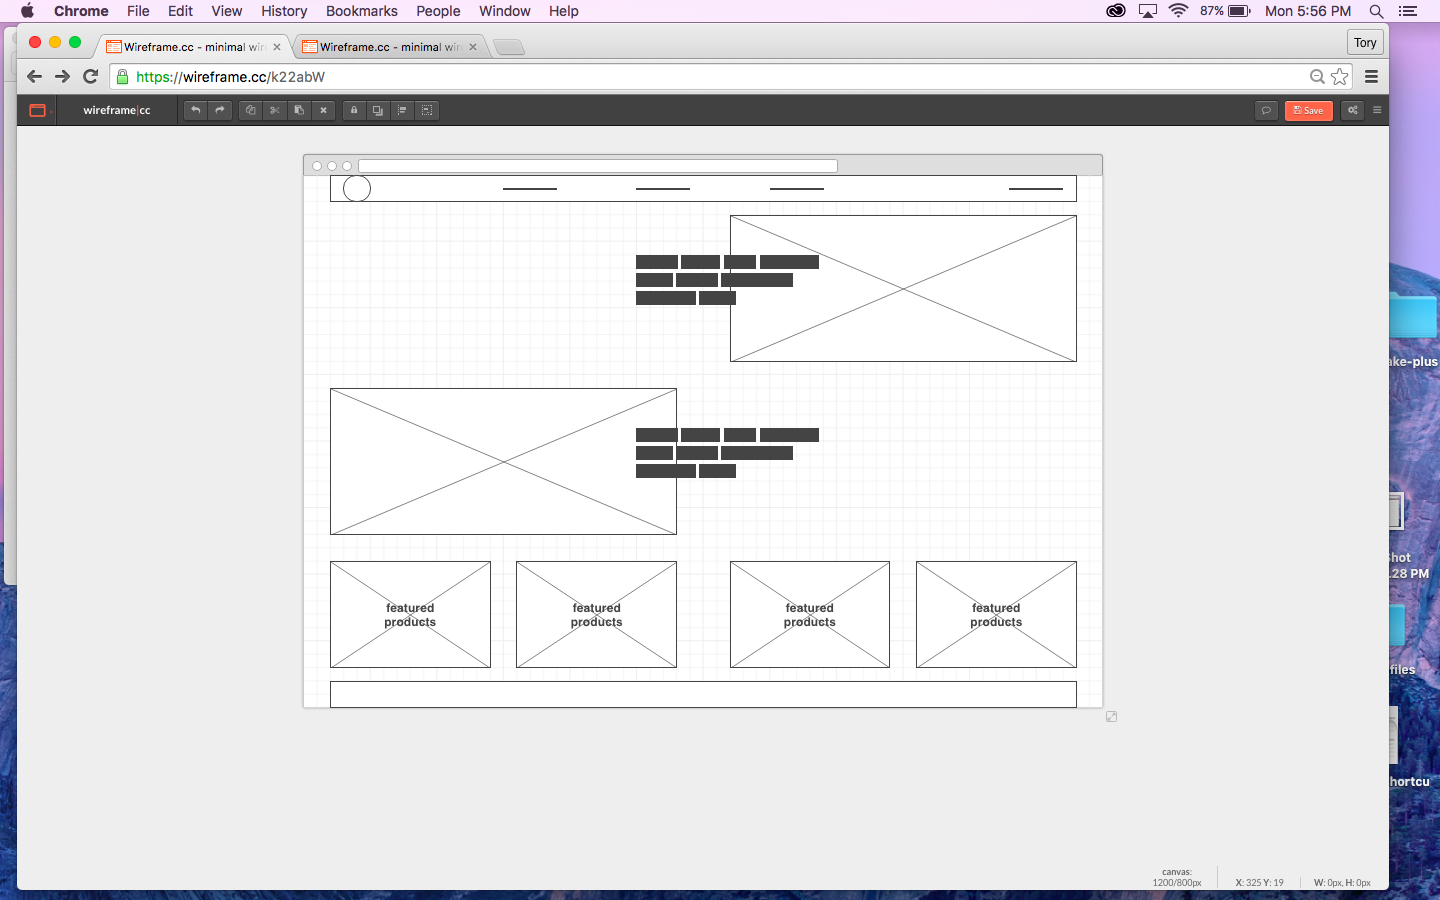 Chrome File Edit View History Bookmarks People Window Help 87% Mon 5:56 PM
Wireframe.cc - minimal wir
Wireframe.cc - minimal wir
Tory
https://wireframe.cc/k22abW
wireframe|cc
Save
ake-plus
featured
products
featured
products
featured
products
featured
products
Shot
.28 PM
files
hortcu
canvas:
1200/800px
X: 325 Y: 19
W: 0px, H: 0px